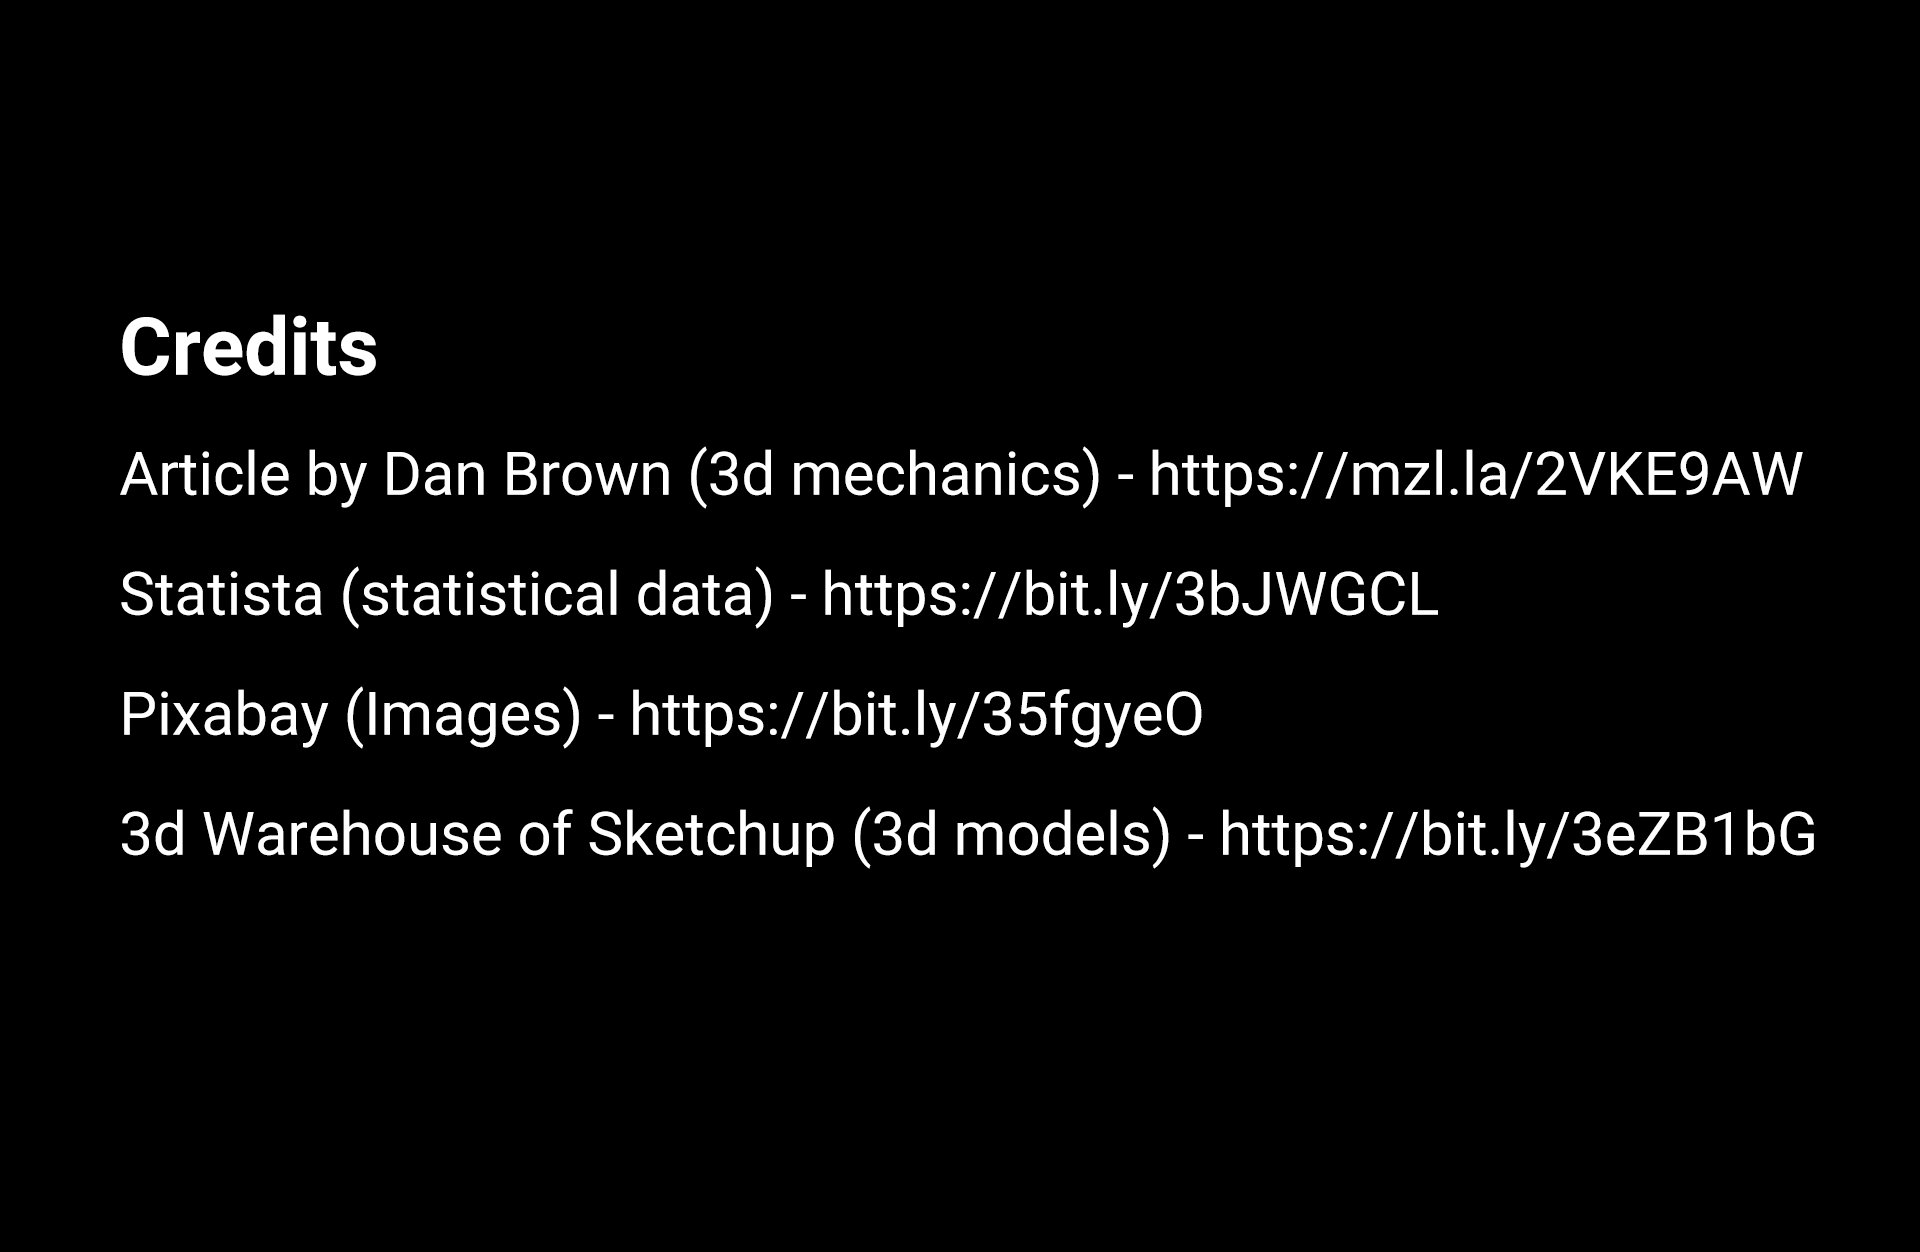 Credits
Article by Dan Brown (3d mechanics) - https://mzl.la/2VKE9AW
Statista (statistical data) - https://bit.ly/3bJWGCL
Pixabay (Images) - https://bit.ly/35fgyeO
3d Warehouse of Sketchup (3d models) - https://bit.ly/3eZB1bG